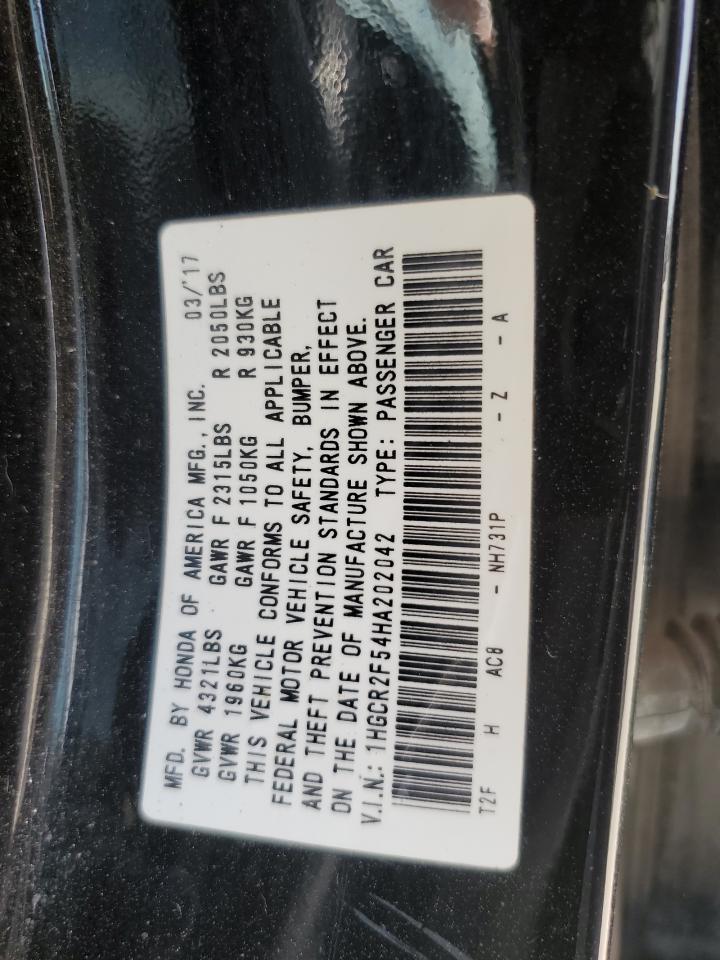 MFD. BY HONDA OF AMERICA MFG., INC. 03/'17
GVWR 4321LBS GAWR F 2315LBS R 2050LBS
GVWR 1960KG GAWR F 1050KG R 930KG
THIS VEHICLE CONFORMS TO ALL APPLICABLE
FEDERAL MOTOR VEHICLE SAFETY, BUMPER,
AND THEFT PREVENTION STANDARDS IN EFFECT
ON THE DATE OF MANUFACTURE SHOWN ABOVE.
V.I.N.: 1HGCR2F54HA202042 TYPE: PASSENGER CAR
T2F H AC8 - NH731P - Z - A